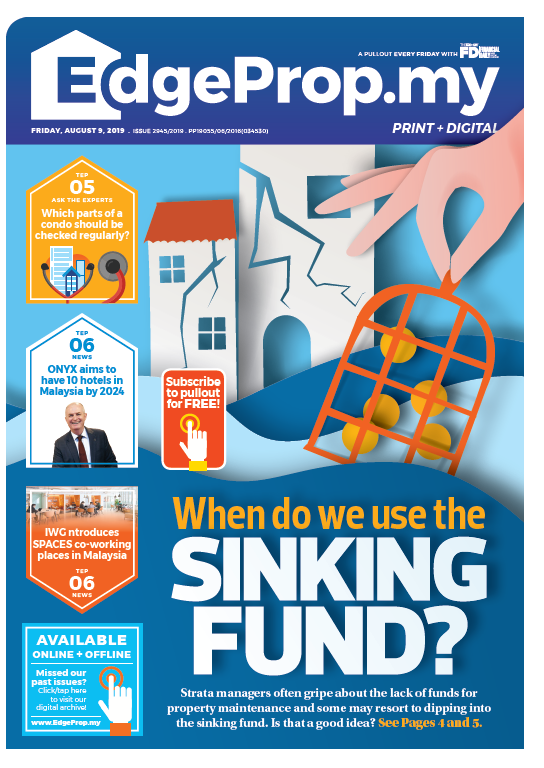 A PULLOUT EVERY FRIDAY WITH FD FINANCIAL DAILY
EdgeProp.my
FRIDAY, AUGUST 9, 2019 . ISSUE 2945/2019 . PP19055/06/2016(034530)
PRINT + DIGITAL
TEP
05
ASK THE EXPERTS
Which parts of a
condo should be
checked regularly?
TEP
06
NEWS
ONYX aims to
have 10 hotels in
Malaysia by 2024
Subscribe
to pullout
for FREE!
IWG ntroduces
SPACES co-working
places in Malaysia
TEP
06
NEWS
When do we use the
SINKING
FUND?
Strata managers often gripe about the lack of funds for
property maintenance and some may resort to dipping into
the sinking fund. Is that a good idea? See Pages 4 and 5.
AVAILABLE
ONLINE + OFFLINE
Missed our
past issues?
Click/tap here
to visit our
digital archive!
www.EdgeProp.my